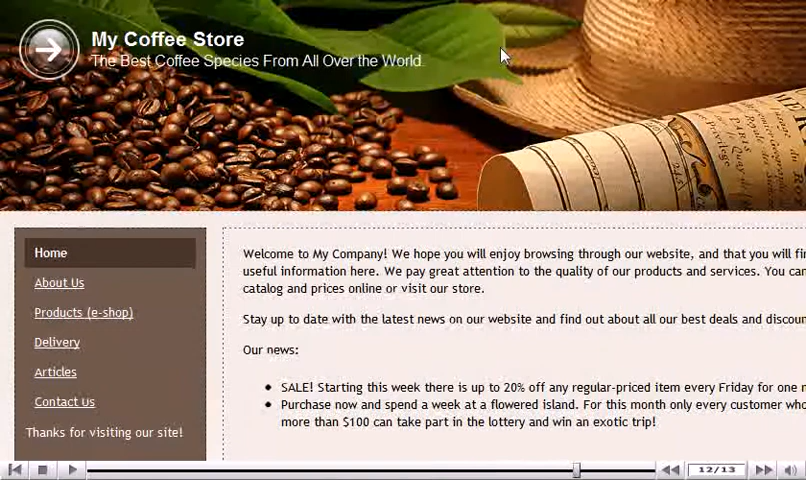 My Coffee Store
The Best Coffee Species From All Over the World
Home
About Us
Products (e-shop)
Delivery
Articles
Contact Us
Thanks for visiting our site!
Welcome to My Company! We hope you will enjoy browsing through our website, and that you will
useful information here. We pay great attention to the quality of our products and services. You
catalog and prices online or visit our store.
Stay up to date with the latest news on our website and find out about all our best deals and
Our news:
SALE! Starting this week there is up to 20% off any regular-priced item every Friday for one
Purchase now and spend a week at a flowered island. For this month only every customer
more than $100 can take part in the lottery and win an exotic trip!
12/13